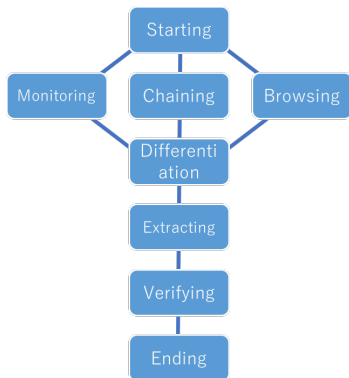 Starting
Monitoring
Chaining
Browsing
Differenti
ation
Extracting
Verifying
Ending